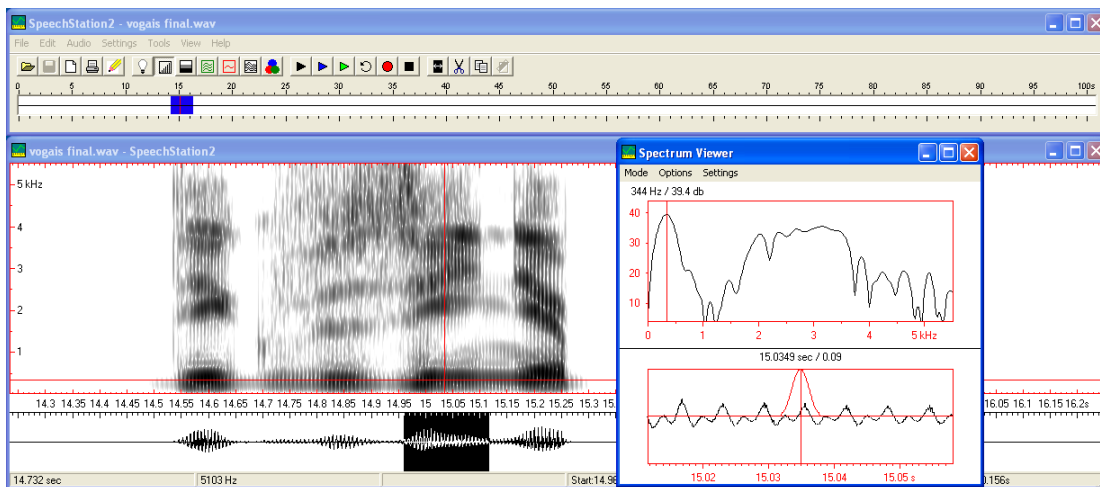 SpeechStation2 - vogais final.wav
File Edit Audio Settings Tools View Help
0 5 10 15 20 25 30 35 40 45 50 55 60 65 70 75 80 85 90 95 100s
vogais final.wav - SpeechStation2
5 kHz
4
3
2
1
14.3 14.35 14.4 14.45 14.5 14.55 14.6 14.65 14.7 14.75 14.8 14.85 14.9 14.95 15 15.05 15.1 15.15 15.2 15.25 15.3 15.35 16.05 16.1 16.15 16.2s
14.732 sec 5103 Hz
Spectrum Viewer
Mode Options Settings
344 Hz / 39.4 db
40
30
20
10
0 1 2 3 4 5 kHz
15.0349 sec / 0.09
15.02 15.03 15.04 15.05 s